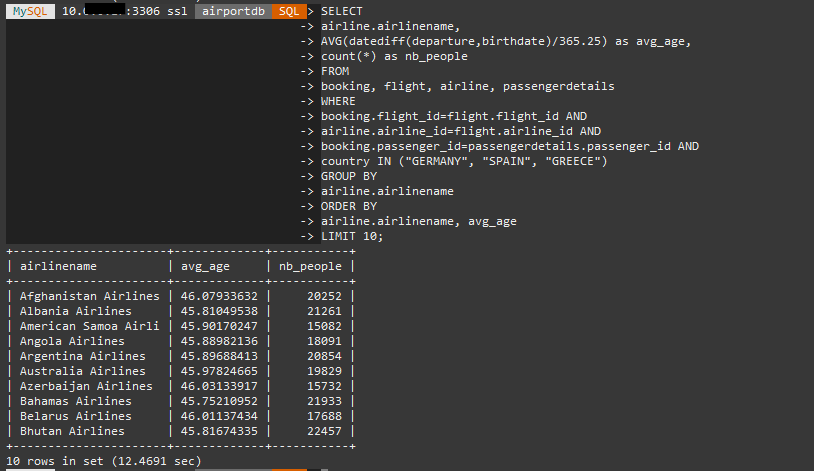 MySQL 10.0 :3306 ssl airportdb SQL > SELECT
-> airline.airlinename,
-> AVG(datediff(departure,birthdate)/365.25) as avg_age,
-> count(*) as nb_people
-> FROM
-> booking, flight, airline, passengerdetails
-> WHERE
-> booking.flight_id=flight.flight_id AND
-> airline.airline_id=flight.airline_id AND
-> booking.passenger_id=passengerdetails.passenger_id AND
-> country IN ("GERMANY", "SPAIN", "GREECE")
-> GROUP BY
-> airline.airlinename
-> ORDER BY
-> airline.airlinename, avg_age
-> LIMIT 10;
+----------------------+-------------+-----------+
| airlinename | avg_age | nb_people |
+----------------------+-------------+-----------+
| Afghanistan Airlines | 46.07933632 | 20252 |
| Albania Airlines | 45.81049538 | 21261 |
| American Samoa Airli | 45.90170247 | 15082 |
| Angola Airlines | 45.88982136 | 18091 |
| Argentina Airlines | 45.89688413 | 20854 |
| Australia Airlines | 45.97824665 | 19829 |
| Azerbaijan Airlines | 46.03133917 | 15732 |
| Bahamas Airlines | 45.75210952 | 21933 |
| Belarus Airlines | 46.01137434 | 17688 |
| Bhutan Airlines | 45.81674335 | 22457 |
+----------------------+-------------+-----------+
10 rows in set (12.4691 sec)